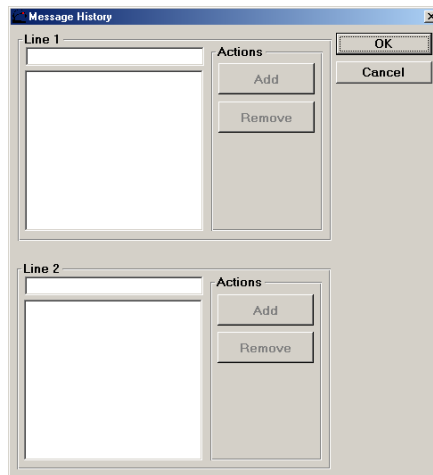 Message History
Line 1
Actions
OK
Add
Cancel
Remove
Line 2
Actions
Add
Remove